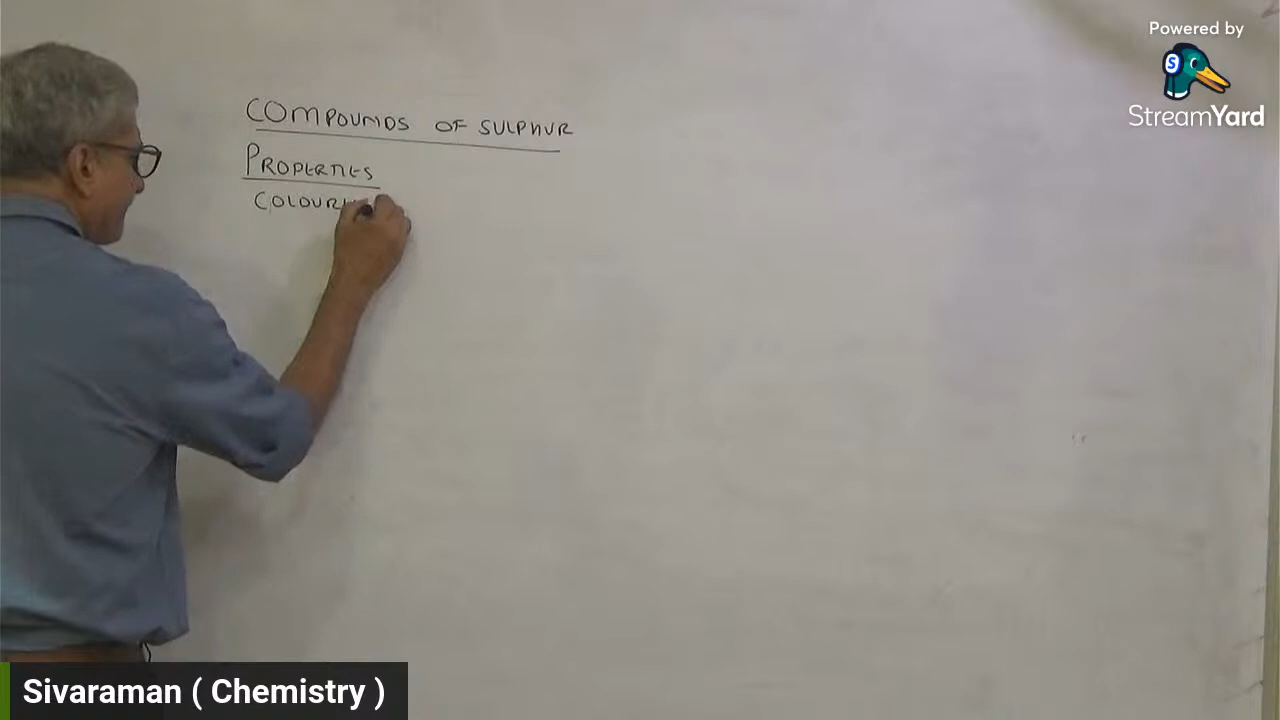 Powered by
StreamYard
COMPOUNDS OF SULPHUR
PROPERTIES
Sivaraman ( Chemistry )